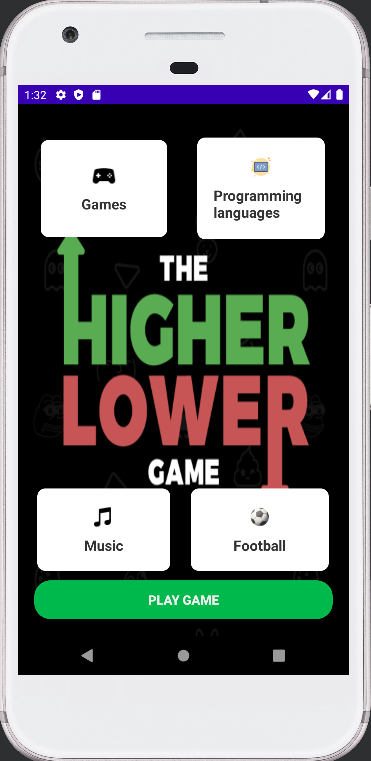 1:32
Games
Programming
languages
THE
HIGHER
LOWER
GAME
Music
Football
PLAY GAME